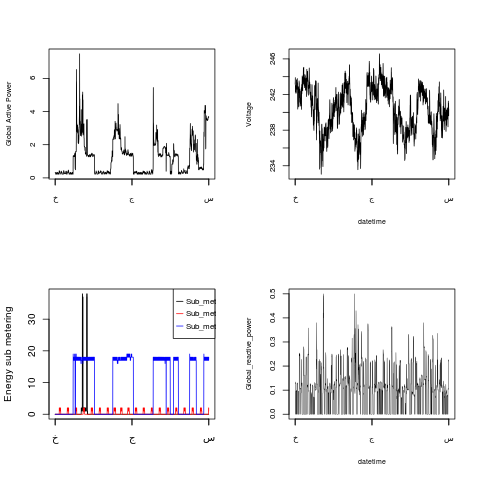 Global Active Power
6
4
2
0
خ
ج
س
Voltage
246
242
238
234
خ
ج
س
datetime
Energy sub metering
30
20
10
0
Sub_met
Sub_met
Sub_met
خ
ج
س
Global_reactive_power
0.5
0.4
0.3
0.2
0.1
0.0
خ
ج
س
datetime